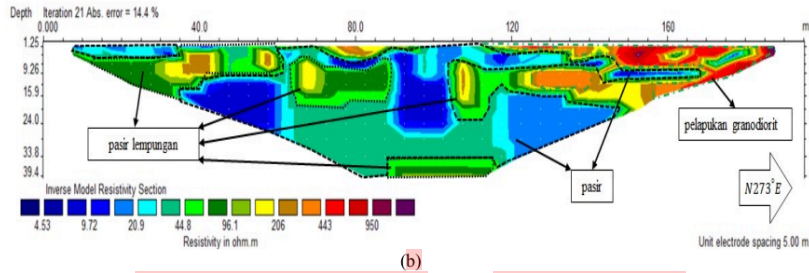 Depth Iteration 21 Abs. error = 14.4 %
0.000 40.0 80.0 120 160 m.
1.25
9.26
15.9
24.0
33.8
39.4
pasir lempungan
pelapukan granodiorit
pasir
N273°E
Inverse Model Resistivity Section
4.53 9.72 20.9 44.8 96.1 206 443 950
Resistivity in ohm.m
Unit electrode spacing 5.00 m
(b)